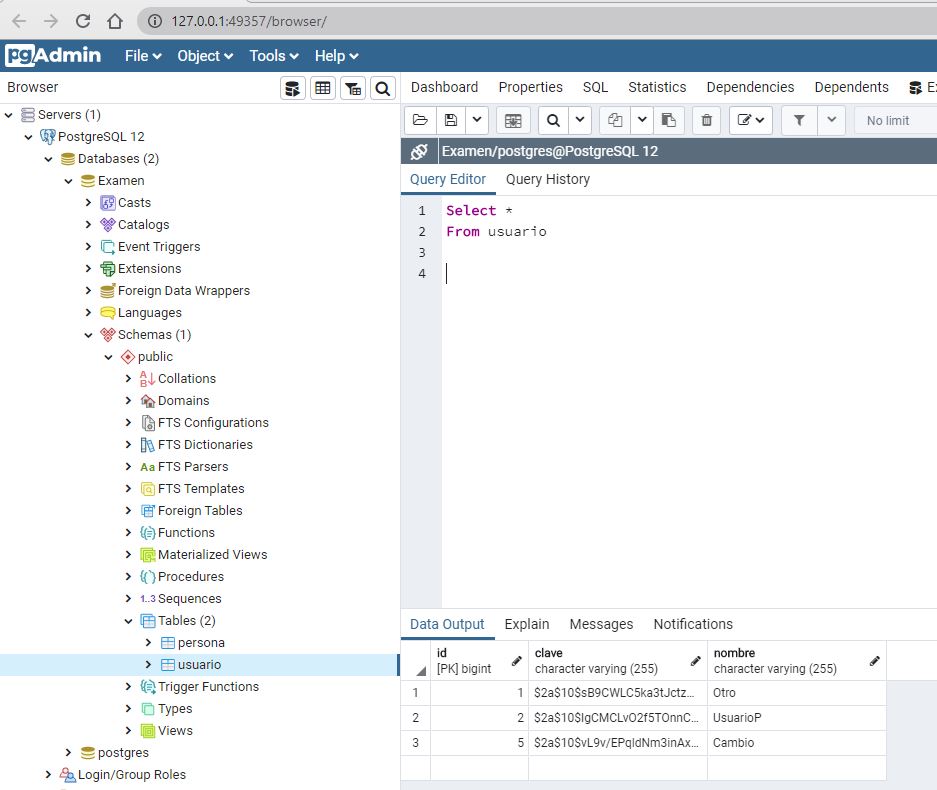 127.0.0.1:49357/browser/
pgAdmin File Object Tools Help
Browser
Dashboard Properties SQL Statistics Dependencies Dependents
No limit
Servers (1)
PostgreSQL 12
Databases (2)
Examen
Casts
Catalogs
Event Triggers
Extensions
Foreign Data Wrappers
Languages
Schemas (1)
public
Collations
Domains
FTS Configurations
FTS Dictionaries
Aa FTS Parsers
FTS Templates
Foreign Tables
Functions
Materialized Views
Procedures
1..3 Sequences
Tables (2)
persona
usuario
Trigger Functions
Types
Views
postgres
Login/Group Roles
Examen/postgres@PostgreSQL 12
Query Editor Query History
1 Select *
2 From usuario
3
4
Data Output Explain Messages Notifications
id clave nombre
[PK] bigint character varying (255) character varying (255)
1 1 $2a$10$sB9CWLC5ka3tJctz... Otro
2 2 $2a$10$IgCMCLvO2f5TOnnC... UsuarioP
3 5 $2a$10$vL9v/EPqIdNm3inAx... Cambio